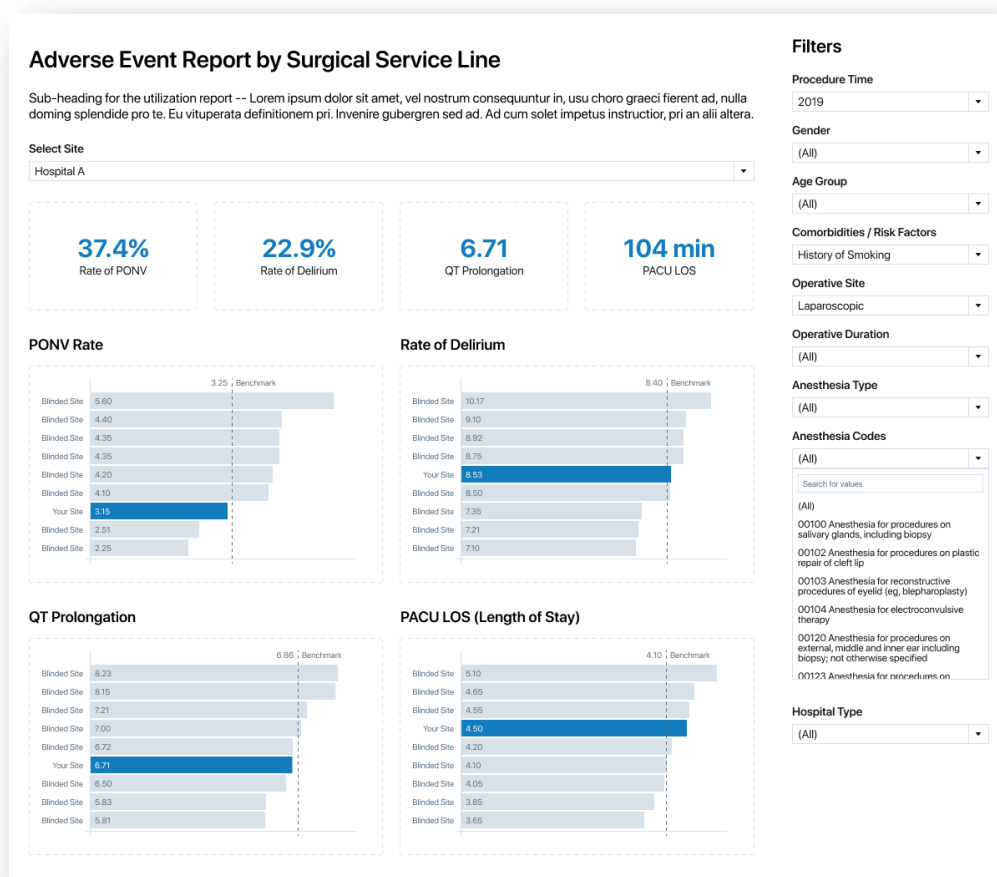 Adverse Event Report by Surgical Service Line
Sub-heading for the utilization report -- Lorem ipsum dolor sit amet, vel nostrum consequuntur in, usu choro graeci fierent ad, nulla
doming splendide pro te. Eu vituperata definitionem pri. Invenire gubergren sed ad. Ad cum solet impetus instructior, pri an alii altera.
Select Site
Hospital A
37.4%
Rate of PONV
22.9%
Rate of Delirium
6.71
QT Prolongation
104 min
PACU LOS
PONV Rate
3.25 Benchmark
Blinded Site 5.60
Blinded Site 4.40
Blinded Site 4.35
Blinded Site 4.35
Blinded Site 4.20
Blinded Site 4.10
Your Site 3.15
Blinded Site 2.51
Blinded Site 2.25
Rate of Delirium
8.40 Benchmark
Blinded Site 10.17
Blinded Site 9.10
Blinded Site 8.92
Blinded Site 8.75
Your Site 8.53
Blinded Site 8.50
Blinded Site 7.35
Blinded Site 7.21
Blinded Site 7.10
QT Prolongation
6.86 Benchmark
Blinded Site 8.23
Blinded Site 8.15
Blinded Site 7.21
Blinded Site 7.00
Blinded Site 6.72
Your Site 6.71
Blinded Site 6.50
Blinded Site 5.83
Blinded Site 5.81
PACU LOS (Length of Stay)
4.10 Benchmark
Blinded Site 5.10
Blinded Site 4.65
Blinded Site 4.55
Your Site 4.50
Blinded Site 4.20
Blinded Site 4.10
Blinded Site 4.05
Blinded Site 3.85
Blinded Site 3.65
Filters
Procedure Time
2019
Gender
(All)
Age Group
(All)
Comorbidities / Risk Factors
History of Smoking
Operative Site
Laparoscopic
Operative Duration
(All)
Anesthesia Type
(All)
Anesthesia Codes
(All)
Search for values
(All)
00100 Anesthesia for procedures on
salivary glands, including biopsy
00102 Anesthesia for procedures on plastic
repair of cleft lip
00103 Anesthesia for reconstructive
procedures of eyelid (eg, blepharoplasty)
00104 Anesthesia for electroconvulsive
therapy
00120 Anesthesia for procedures on
external, middle and inner ear including
biopsy; not otherwise specified
00123 Anesthesia for procedures on
Hospital Type
(All)